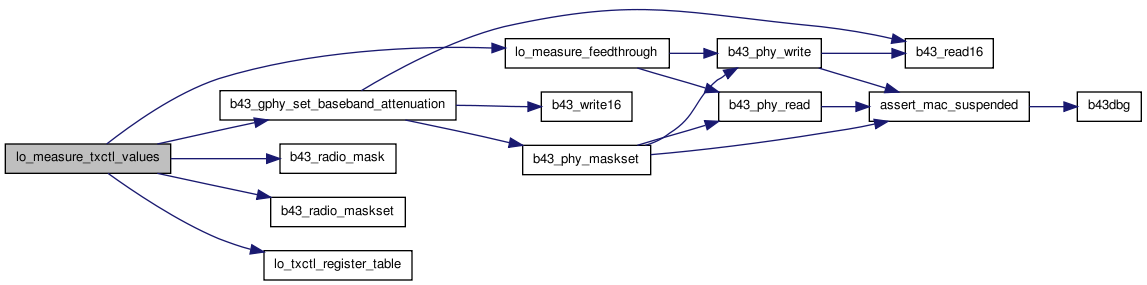 lo_measure_feedthrough
b43_phy_write
b43_read16
b43_gphy_set_baseband_attenuation
b43_write16
b43_phy_read
assert_mac_suspended
b43dbg
lo_measure_txctl_values
b43_radio_mask
b43_phy_maskset
b43_radio_maskset
lo_txctl_register_table